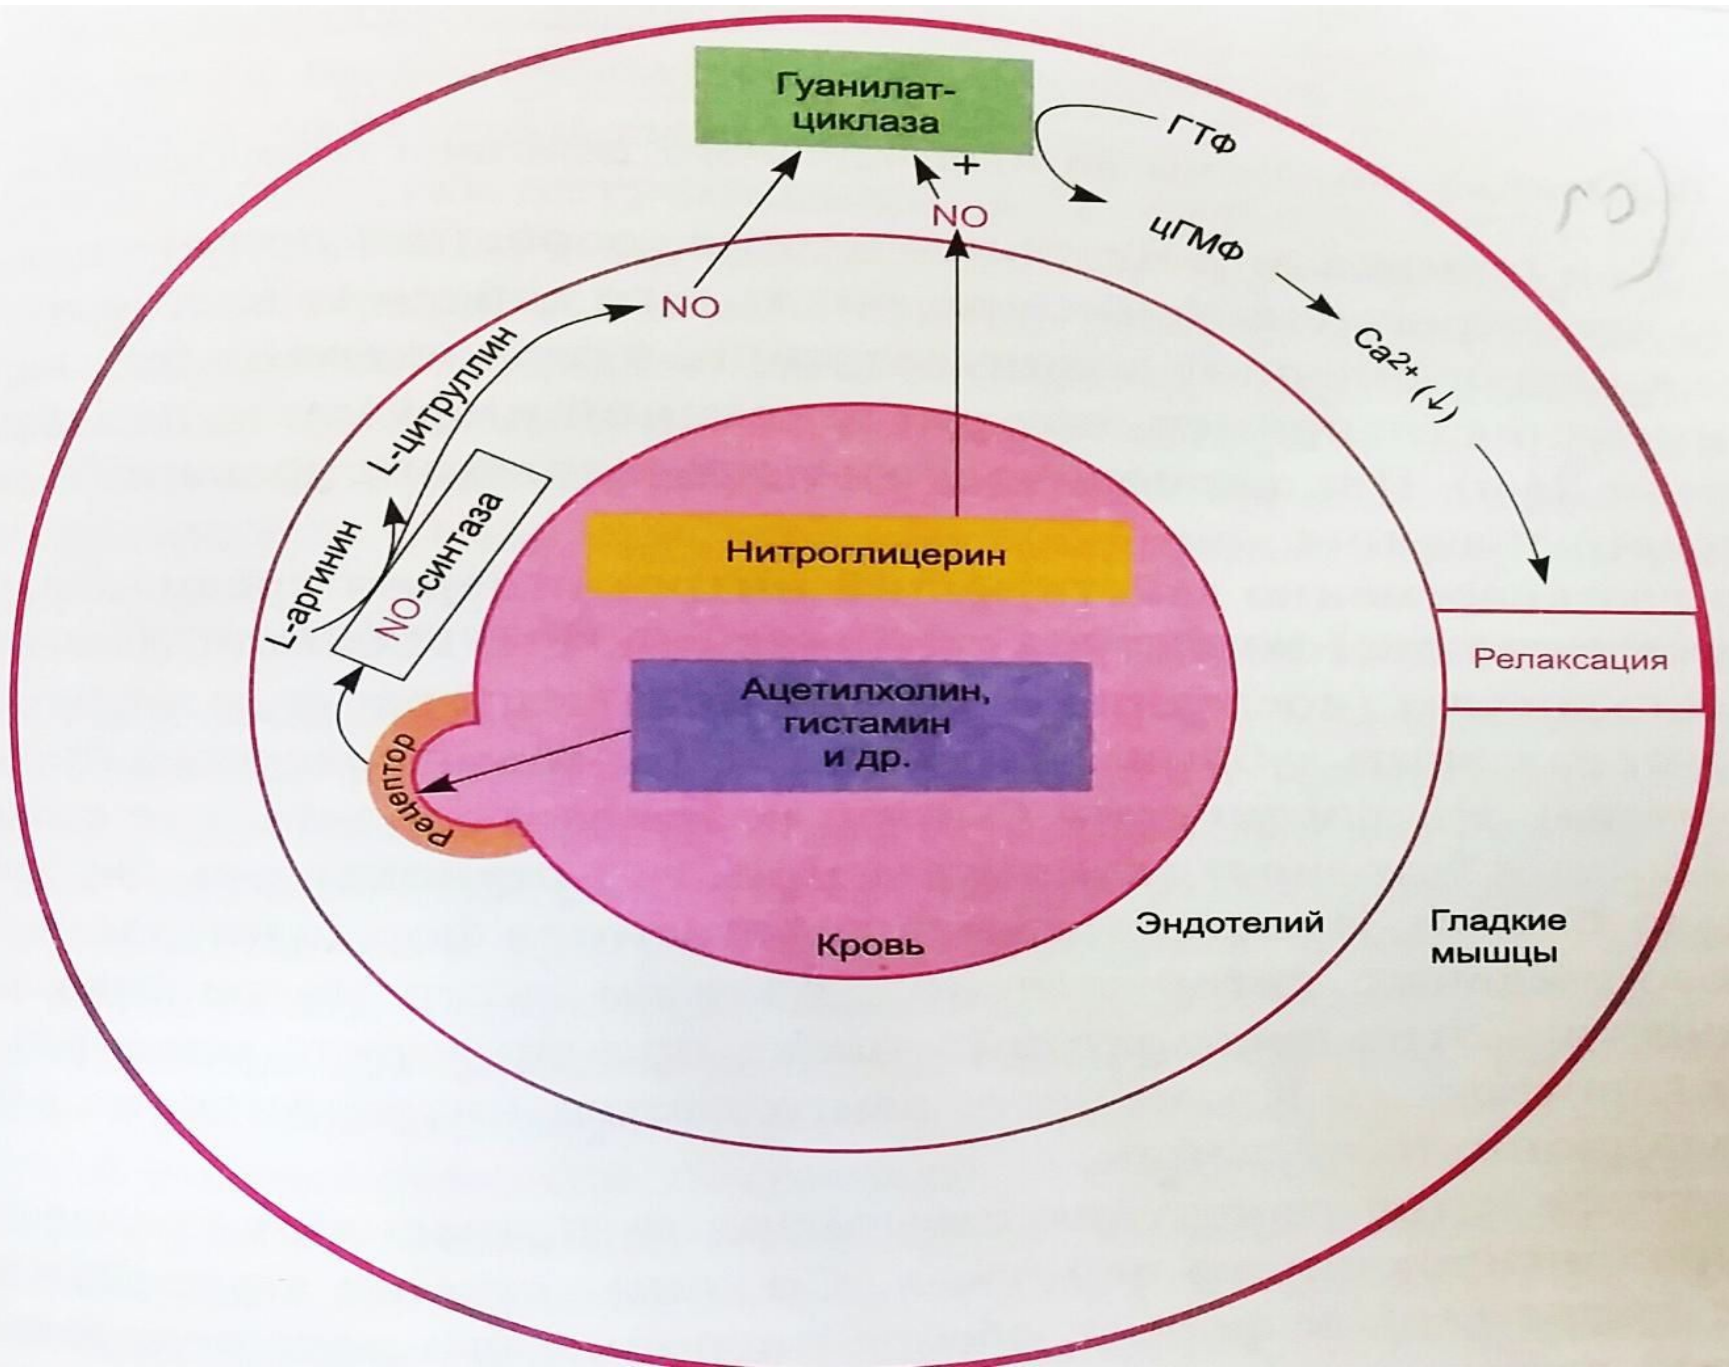 Гуанилат-
циклаза
ГТФ
+
NO
цГМФ
NO
Ca2+ (↓)
L-цитруллин
L-аргинин
NO-синтаза
Нитроглицерин
Релаксация
Ацетилхолин,
гистамин
и др.
Рецептор
Эндотелий
Гладкие
мышцы
Кровь